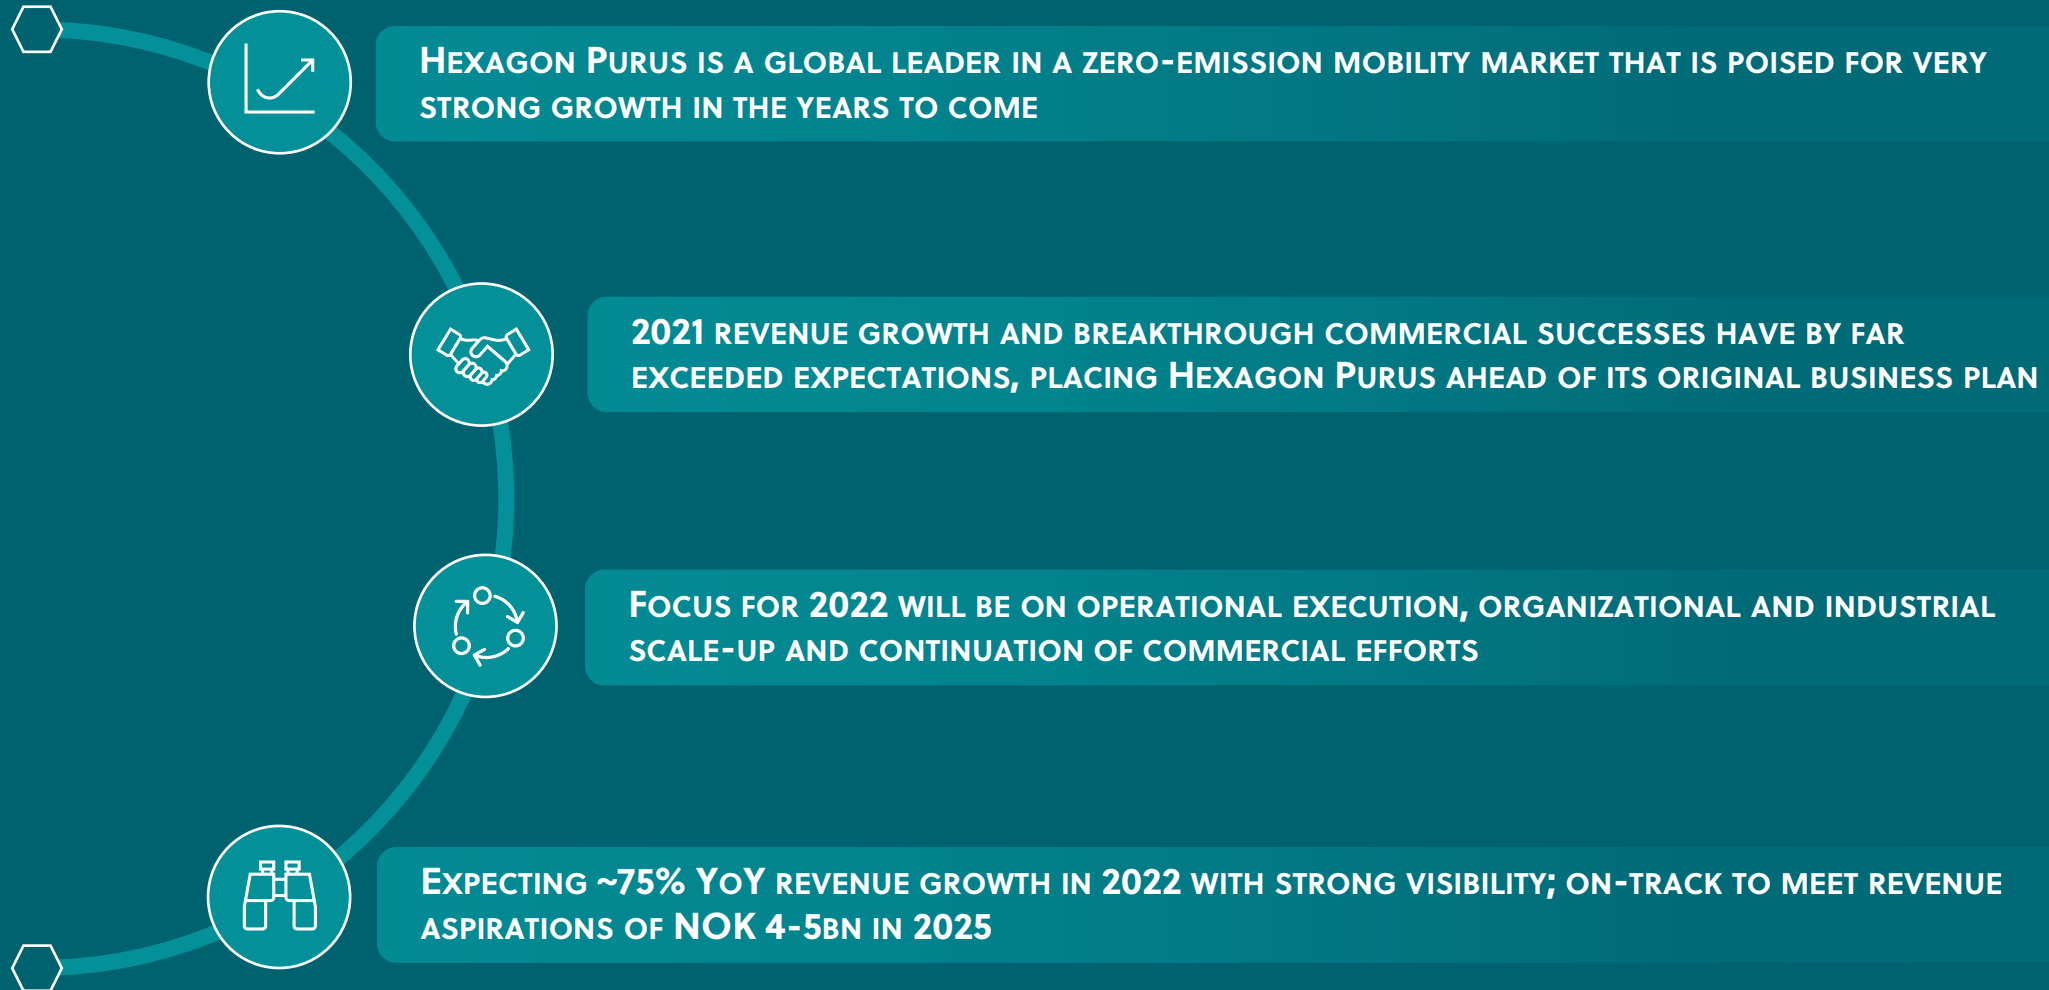 Hexagon Purus is a global leader in a zero-emission mobility market that is poised for very
strong growth in the years to come
2021 revenue growth and breakthrough commercial successes have by far
exceeded expectations, placing Hexagon Purus ahead of its original business plan
Focus for 2022 will be on operational execution, organizational and industrial
scale-up and continuation of commercial efforts
Expecting ~75% YoY revenue growth in 2022 with strong visibility; on-track to meet revenue
aspirations of NOK 4-5bn in 2025